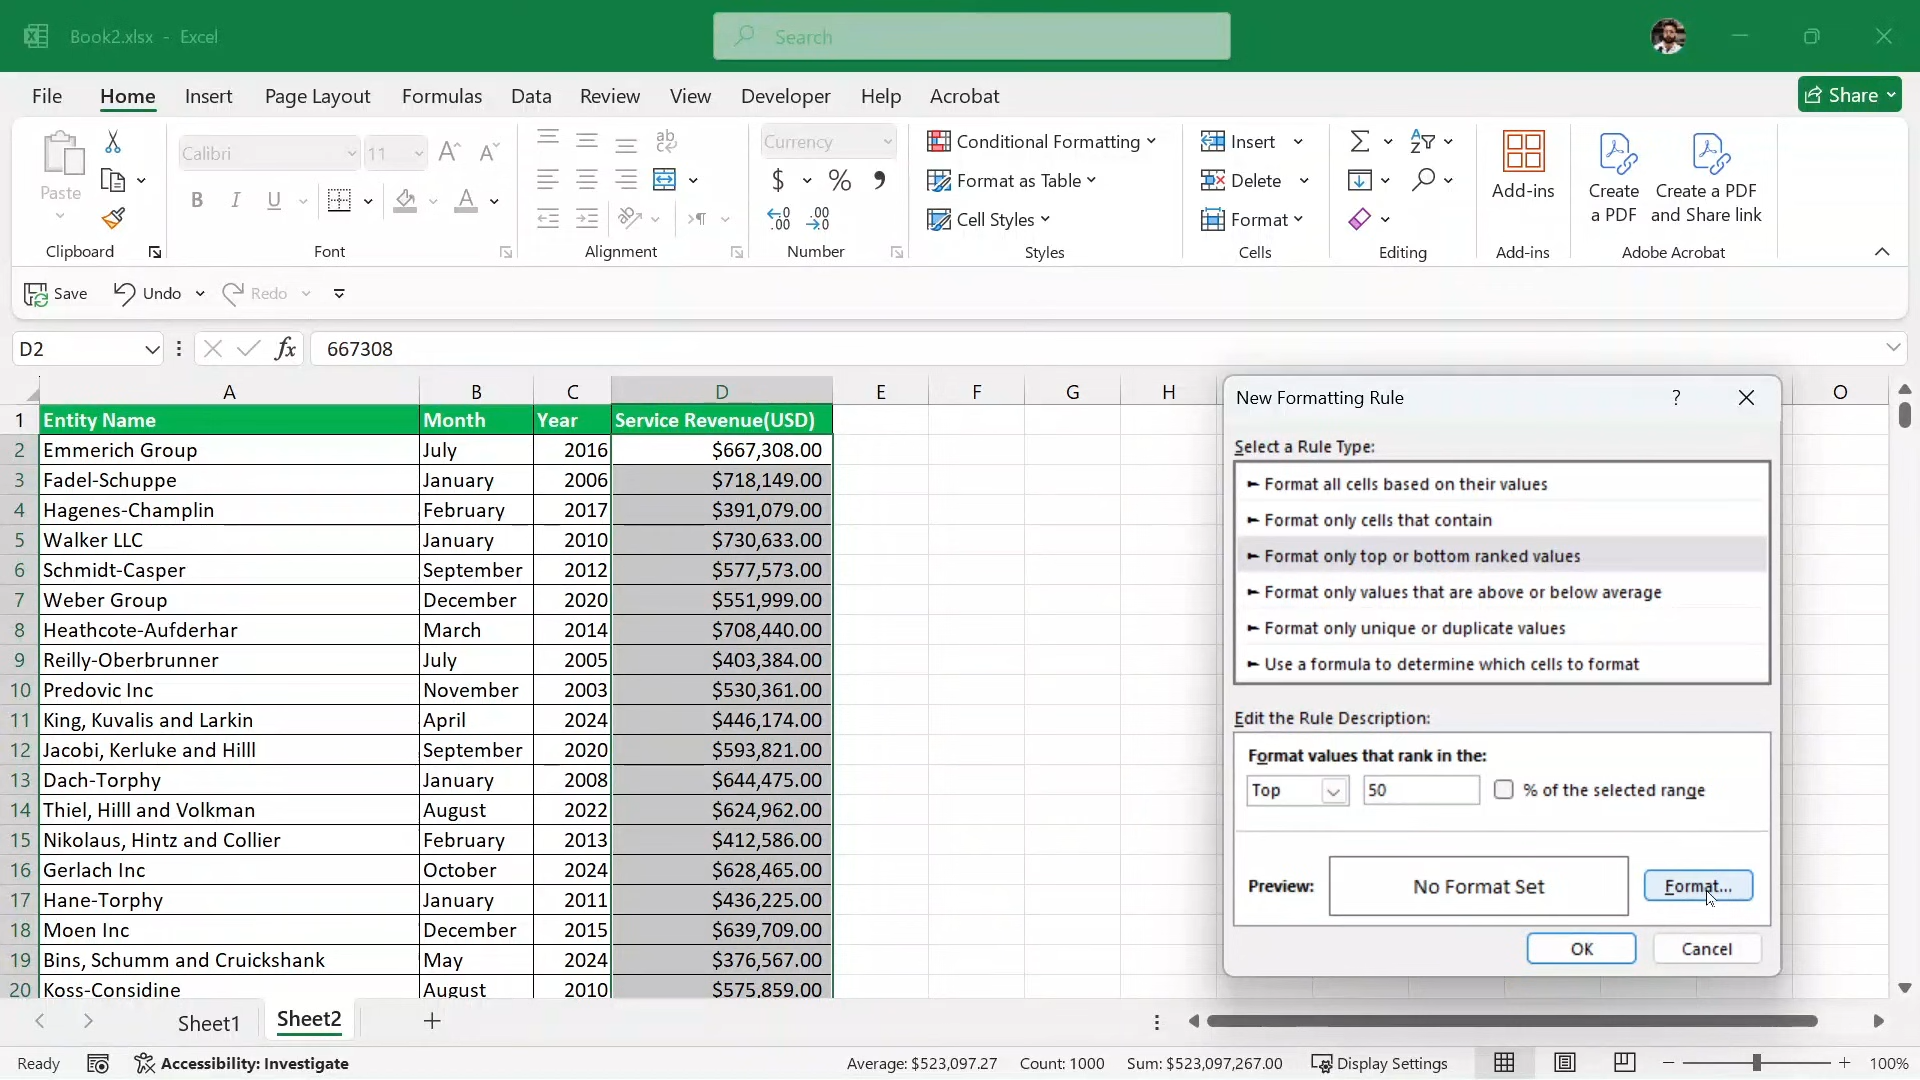 Book2.xlsx - Excel
Search
File Home Insert Page Layout Formulas Data Review View Developer Help Acrobat Share
Paste
Calibri 11
B I U A
ab
Currency
$ % 9
.00
Conditional Formatting
Format as Table
Cell Styles
Insert
Delete
Format
Add-ins
Create a PDF
Create a PDF and Share link
Clipboard Font Alignment Number Styles Cells Editing Add-ins Adobe Acrobat
Save Undo Redo
D2 fx 667308
A B C D E F G H O
1 Entity Name Month Year Service Revenue(USD)
2 Emmerich Group July 2016 $667,308.00
3 Fadel-Schuppe January 2006 $718,149.00
4 Hagenes-Champlin February 2017 $391,079.00
5 Walker LLC January 2010 $730,633.00
6 Schmidt-Casper September 2012 $577,573.00
7 Weber Group December 2020 $551,999.00
8 Heathcote-Aufderhar March 2014 $708,440.00
9 Reilly-Oberbrunner July 2005 $403,384.00
10 Predovic Inc November 2003 $530,361.00
11 King, Kuvalis and Larkin April 2024 $446,174.00
12 Jacobi, Kerluke and Hilll September 2020 $593,821.00
13 Dach-Torphy January 2008 $644,475.00
14 Thiel, Hilll and Volkman August 2022 $624,962.00
15 Nikolaus, Hintz and Collier February 2013 $412,586.00
16 Gerlach Inc October 2024 $628,465.00
17 Hane-Torphy January 2011 $436,225.00
18 Moen Inc December 2015 $639,709.00
19 Bins, Schumm and Cruickshank May 2024 $376,567.00
20 Koss-Considine August 2010 $575,859.00
New Formatting Rule ?
Select a Rule Type:
Format all cells based on their values
Format only cells that contain
Format only top or bottom ranked values
Format only values that are above or below average
Format only unique or duplicate values
Use a formula to determine which cells to format
Edit the Rule Description:
Format values that rank in the:
Top 50 % of the selected range
Preview: No Format Set Format...
OK Cancel
Sheet1 Sheet2
Ready Accessibility: Investigate Average: $523,097.27 Count: 1000 Sum: $523,097,267.00 Display Settings 100%